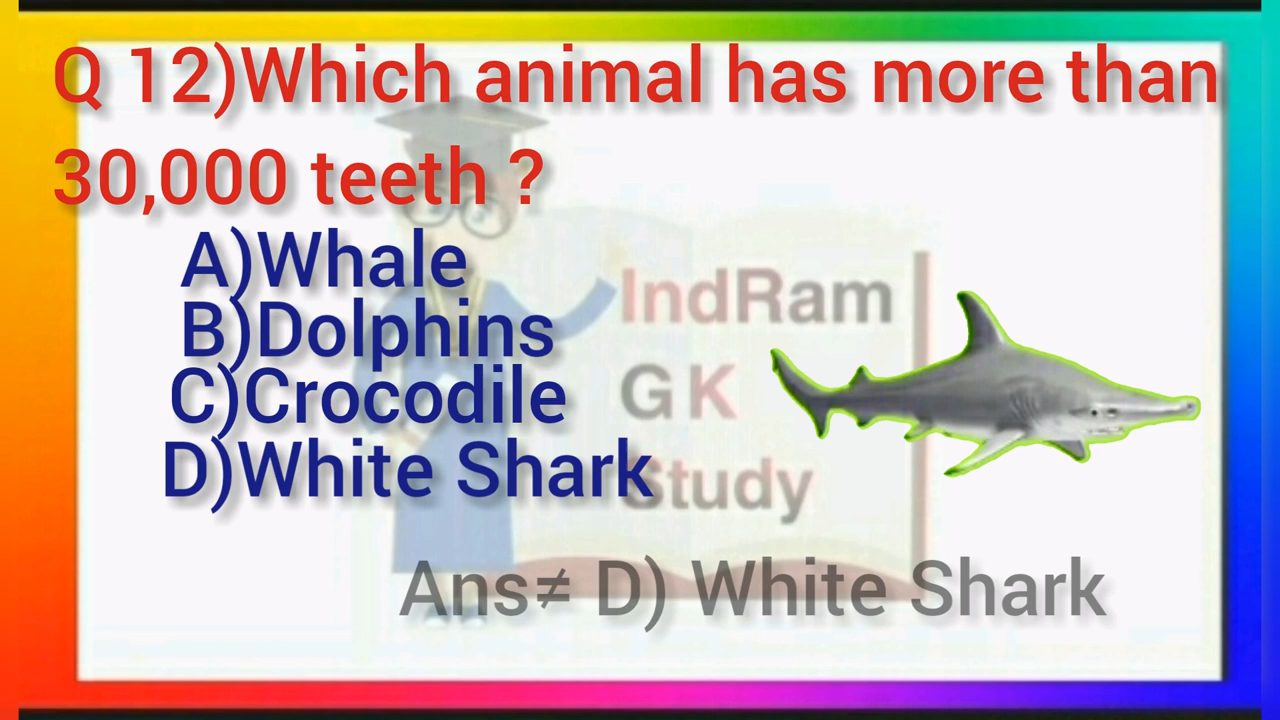 Q 12)Which animal has more than
30,000 teeth ?
A)Whale
B)Dolphins
C)Crocodile
D)White Shark
IndRam
GK
Study
Ans≠ D) White Shark